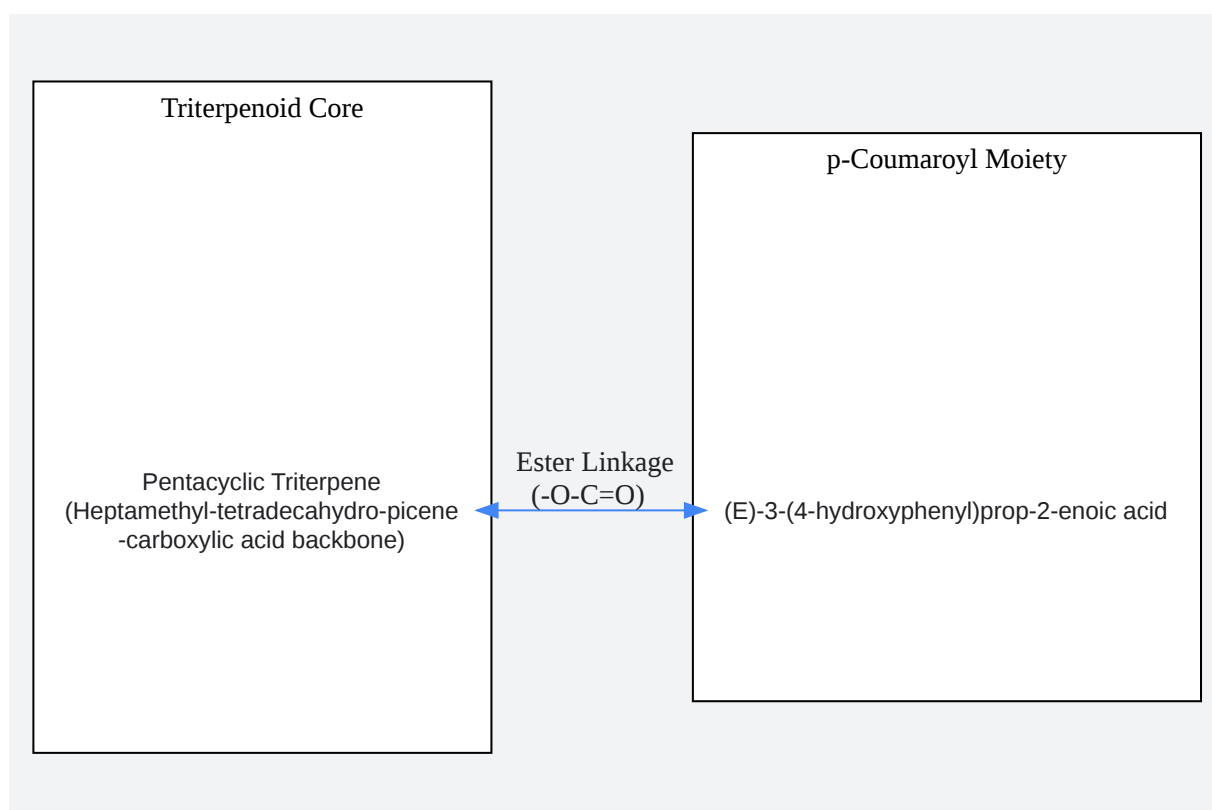 Triterpenoid Core
Pentacyclic Triterpene
(Heptamethyl-tetradecahydro-picene
-carboxylic acid backbone)
Ester Linkage
(-O-C=O)
p-Coumaroyl Moiety
(E)-3-(4-hydroxyphenyl)prop-2-enoic acid